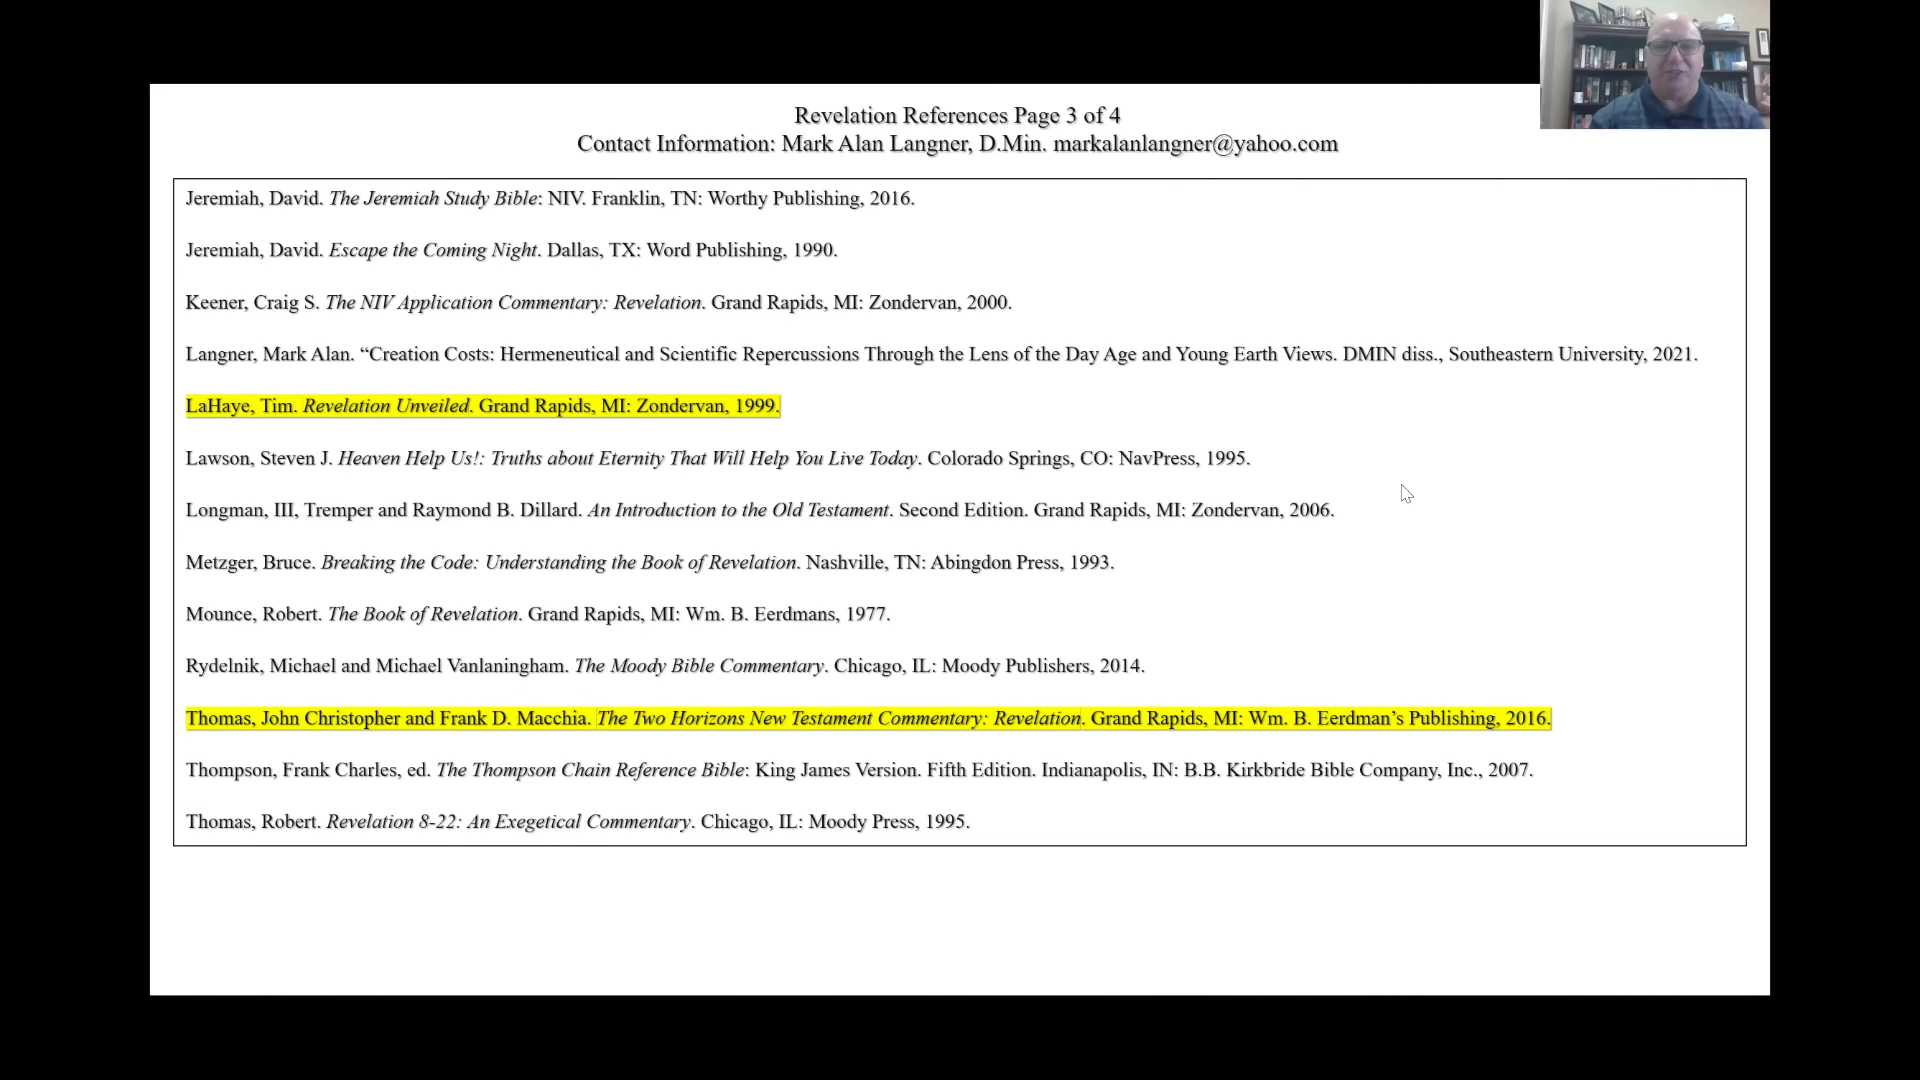 Revelation References Page 3 of 4
Contact Information: Mark Alan Langner, D.Min. markalanlangner@yahoo.com
Jeremiah, David. The Jeremiah Study Bible: NIV. Franklin, TN: Worthy Publishing, 2016.
Jeremiah, David. Escape the Coming Night. Dallas, TX: Word Publishing, 1990.
Keener, Craig S. The NIV Application Commentary: Revelation. Grand Rapids, MI: Zondervan, 2000.
Langner, Mark Alan. “Creation Costs: Hermeneutical and Scientific Repercussions Through the Lens of the Day Age and Young Earth Views. DMIN diss., Southeastern University, 2021.
LaHaye, Tim. Revelation Unveiled. Grand Rapids, MI: Zondervan, 1999.
Lawson, Steven J. Heaven Help Us!: Truths about Eternity That Will Help You Live Today. Colorado Springs, CO: NavPress, 1995.
Longman, III, Tremper and Raymond B. Dillard. An Introduction to the Old Testament. Second Edition. Grand Rapids, MI: Zondervan, 2006.
Metzger, Bruce. Breaking the Code: Understanding the Book of Revelation. Nashville, TN: Abingdon Press, 1993.
Mounce, Robert. The Book of Revelation. Grand Rapids, MI: Wm. B. Eerdmans, 1977.
Rydelnik, Michael and Michael Vanlaningham. The Moody Bible Commentary. Chicago, IL: Moody Publishers, 2014.
Thomas, John Christopher and Frank D. Macchia. The Two Horizons New Testament Commentary: Revelation. Grand Rapids, MI: Wm. B. Eerdman’s Publishing, 2016.
Thompson, Frank Charles, ed. The Thompson Chain Reference Bible: King James Version. Fifth Edition. Indianapolis, IN: B.B. Kirkbride Bible Company, Inc., 2007.
Thomas, Robert. Revelation 8-22: An Exegetical Commentary. Chicago, IL: Moody Press, 1995.